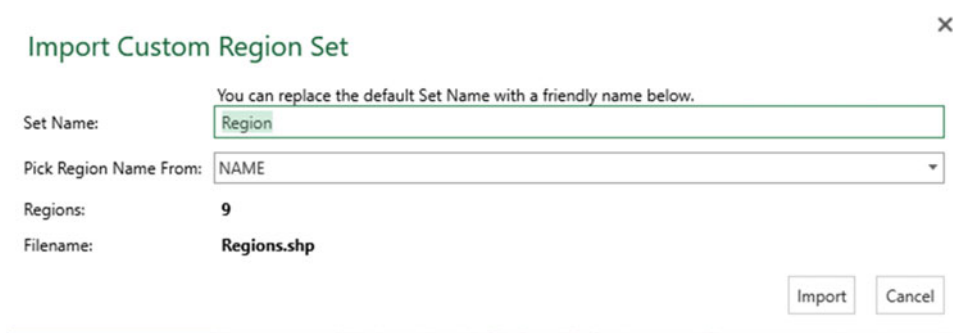 Import Custom Region Set
You can replace the default Set Name with a friendly name below.
Set Name: Region
Pick Region Name From: NAME
Regions: 9
Filename: Regions.shp
Import Cancel